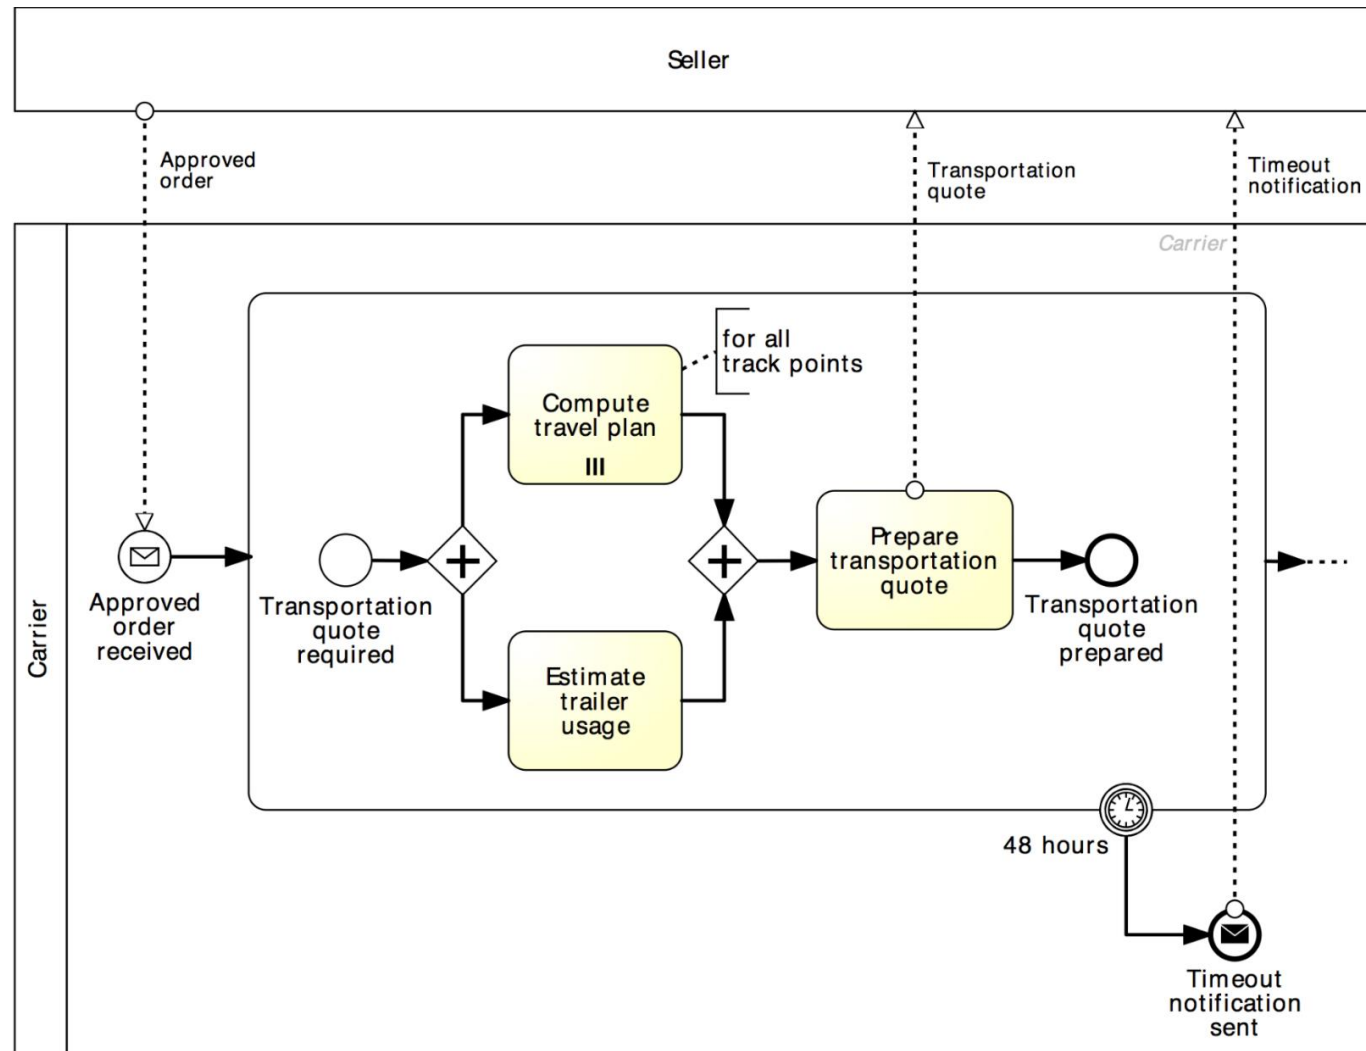 Seller
Approved
order
Transportation
quote
Timeout
notification
Carrier
Carrier
for all
track points
Compute
travel plan
Prepare
transportation
quote
Approved
order
received
Transportation
quote
required
Transportation
quote
prepared
Estimate
trailer
usage
48 hours
Timeout
notification
sent